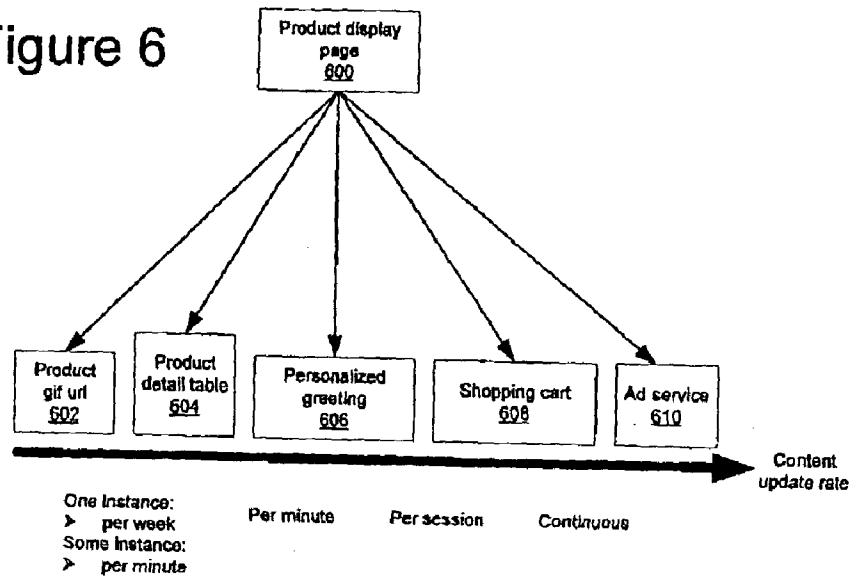 igure 6
Product display
page
600
Product
gif url
602
Product
detail table
604
Personalized
greeting
606
Shopping cart
608
Ad service
610
Content
update rate
One Instance:
➤ per week
Some Instance:
➤ per minute
Per minute
Per session
Continuous